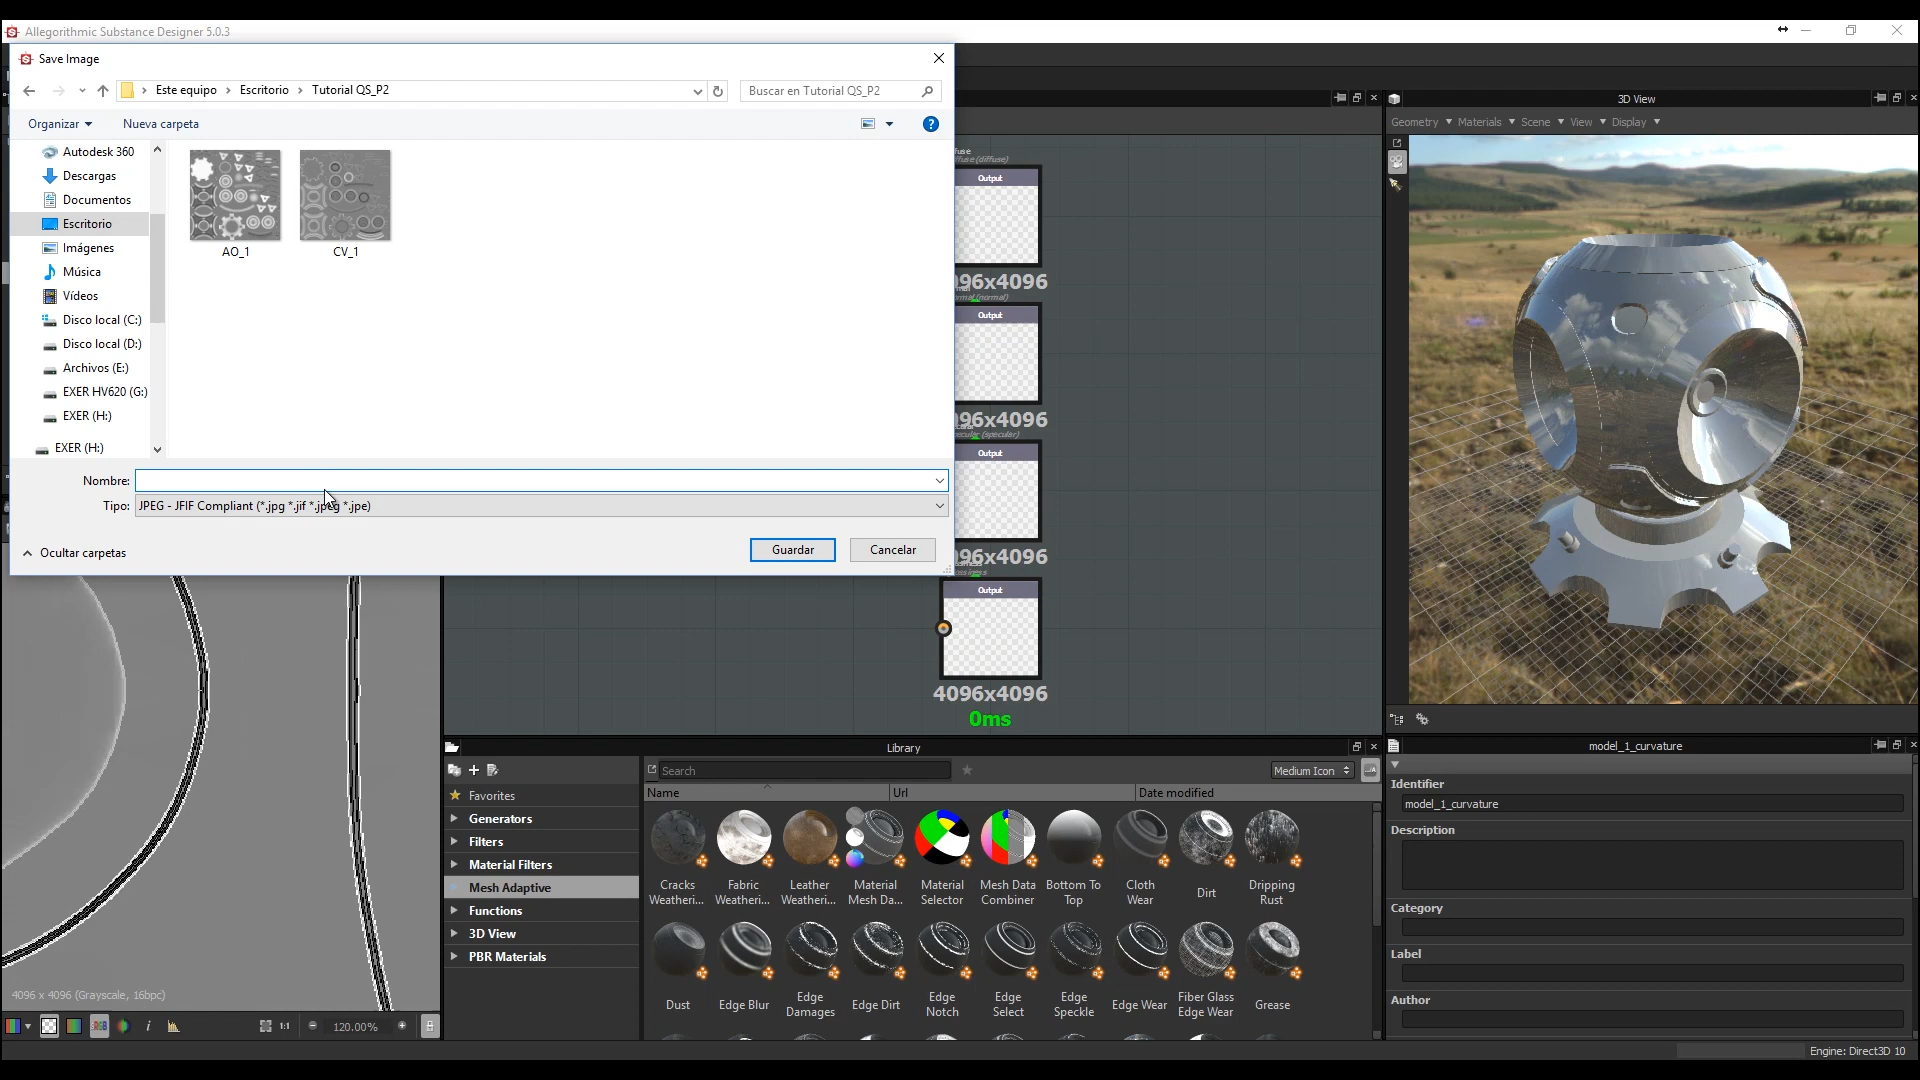 Allegorithmic Substance Designer 5.0.3
Save Image
Este equipo > Escritorio > Tutorial QS_P2
Buscar en Tutorial QS_P2
Organizar
Nueva carpeta
Autodesk 360
Descargas
Documentos
Escritorio
Imágenes
Música
Vídeos
Disco local (C:)
Disco local (D:)
Archivos (E:)
EXER HV620 (G:)
EXER (H:)
EXER (H:)
AO_1
CV_1
Nombre:
Tipo: JPEG - JFIF Compliant (*.jpg *.jif *.jpeg *.jpe)
Ocultar carpetas
Guardar
Cancelar
Output
96x4096
Output
96x4096
Output
96x4096
Output
4096x4096
0ms
3D View
Geometry
Materials
Scene
View
Display
4096 x 4096 (Grayscale, 16bpc)
RGB
i
1:1
120.00%
Library
Search
Medium Icon
Favorites
Generators
Filters
Material Filters
Mesh Adaptive
Functions
3D View
PBR Materials
Name
Url
Date modified
Cracks Weatheri...
Fabric Weatheri...
Leather Weatheri...
Material Mesh Da...
Material Selector
Mesh Data Combiner
Bottom To Top
Cloth Wear
Dirt
Dripping Rust
Dust
Edge Blur
Edge Damages
Edge Dirt
Edge Notch
Edge Select
Edge Speckle
Edge Wear
Fiber Glass Edge Wear
Grease
model_1_curvature
Identifier
model_1_curvature
Description
Category
Label
Author
Engine: Direct3D 10